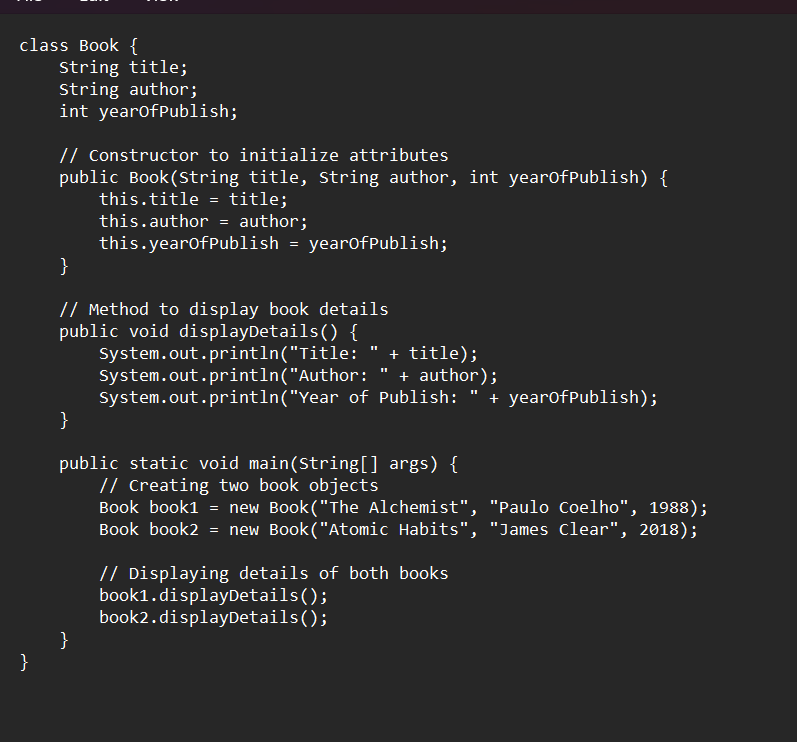 File Edit View
class Book {
    String title;
    String author;
    int yearOfPublish;

    // Constructor to initialize attributes
    public Book(String title, String author, int yearOfPublish) {
        this.title = title;
        this.author = author;
        this.yearOfPublish = yearOfPublish;
    }

    // Method to display book details
    public void displayDetails() {
        System.out.println("Title: " + title);
        System.out.println("Author: " + author);
        System.out.println("Year of Publish: " + yearOfPublish);
    }

    public static void main(String[] args) {
        // Creating two book objects
        Book book1 = new Book("The Alchemist", "Paulo Coelho", 1988);
        Book book2 = new Book("Atomic Habits", "James Clear", 2018);

        // Displaying details of both books
        book1.displayDetails();
        book2.displayDetails();
    }
}